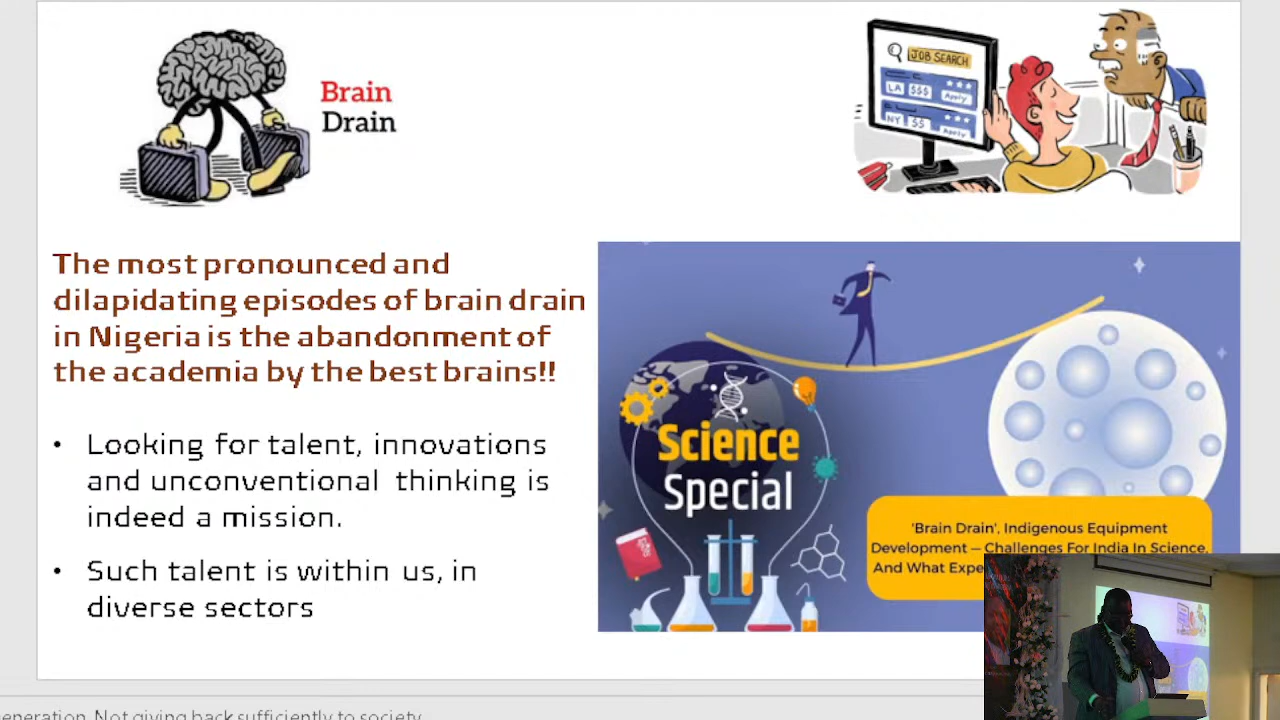 Brain
Drain
JOB SEARCH
LA $$$ Apply
NY $$ Apply
The most pronounced and
dilapidating episodes of brain drain
in Nigeria is the abandonment of
the academia by the best brains!!
• Looking for talent, innovations
and unconventional thinking is
indeed a mission.
• Such talent is within us, in
diverse sectors
Science
Special
'Brain Drain', Indigenous Equipment
Development – Challenges For India In Science,
And What
eneration. Not giving back sufficiently to society